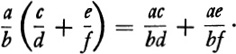 a/b (c/d + e/f) = ac/bd + ae/bf.